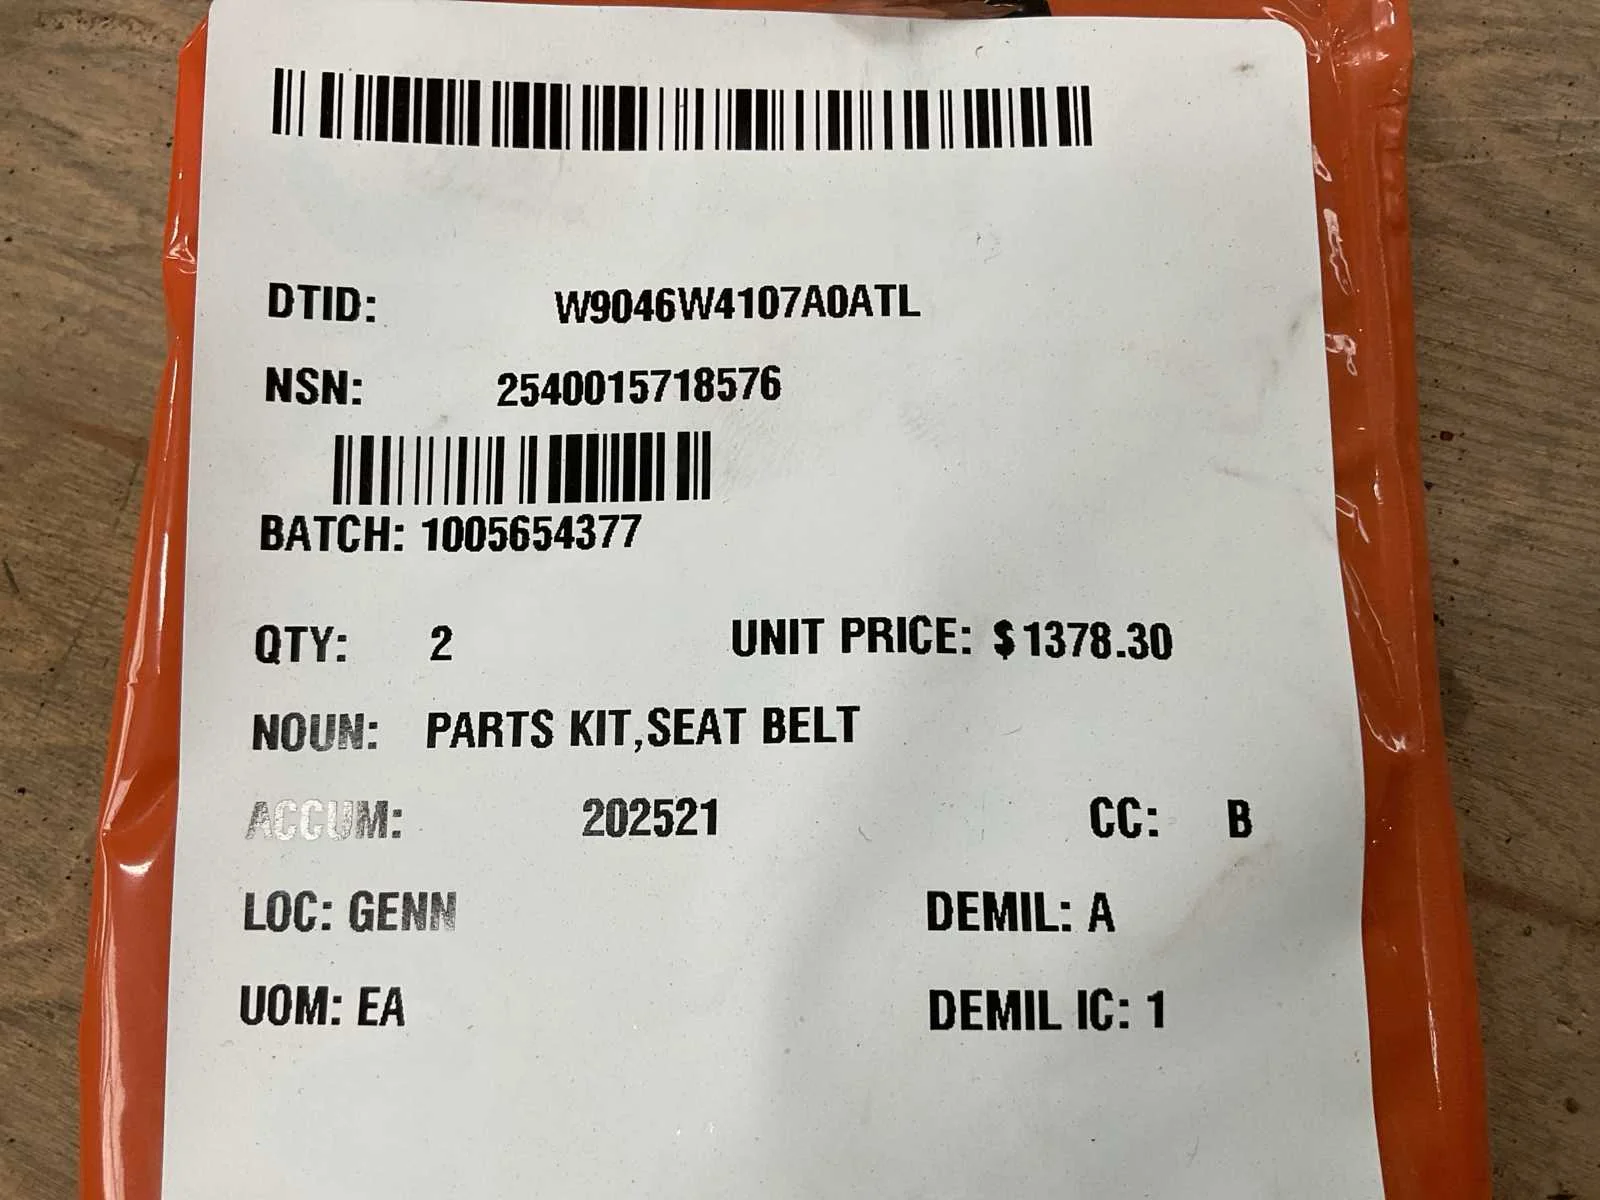 DTID: W9046W4107A0ATL
NSN: 2540015718576
BATCH: 1005654377
QTY: 2 UNIT PRICE: $1378.30
NOUN: PARTS KIT,SEAT BELT
ACCUM: 202521 CC: B
LOC: GENN DEMIL: A
UOM: EA DEMIL IC: 1